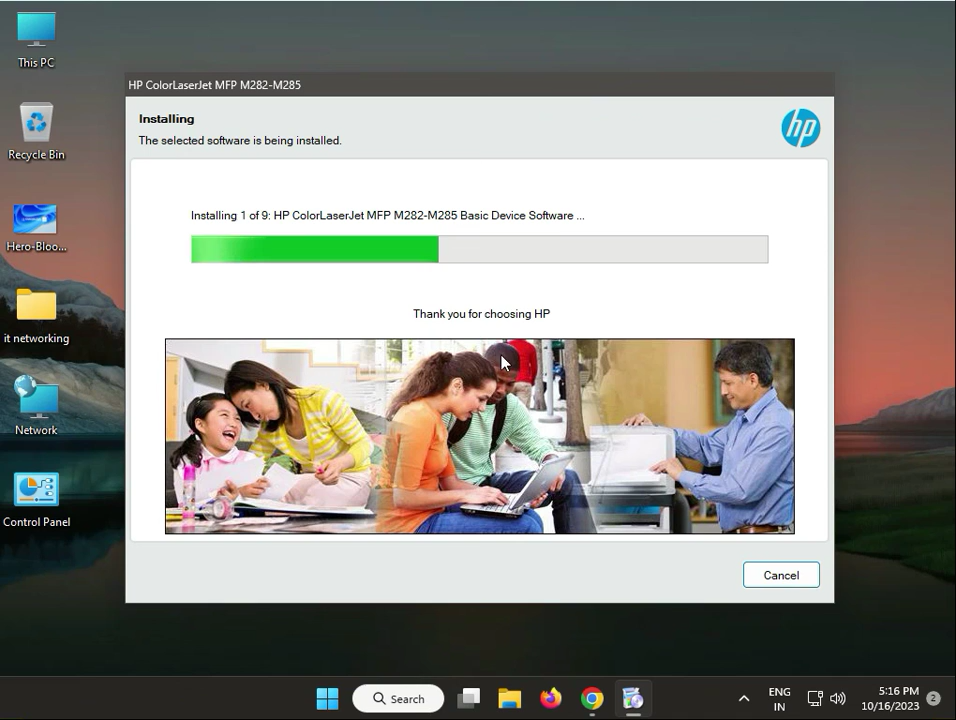 This PC
Recycle Bin
Hero-Bloo...
it networking
Network
Control Panel
HP ColorLaserJet MFP M282-M285
Installing
The selected software is being installed.
hp
Installing 1 of 9: HP ColorLaserJet MFP M282-M285 Basic Device Software ...
Thank you for choosing HP
Cancel
Search
ENG
IN
5:16 PM
10/16/2023
2